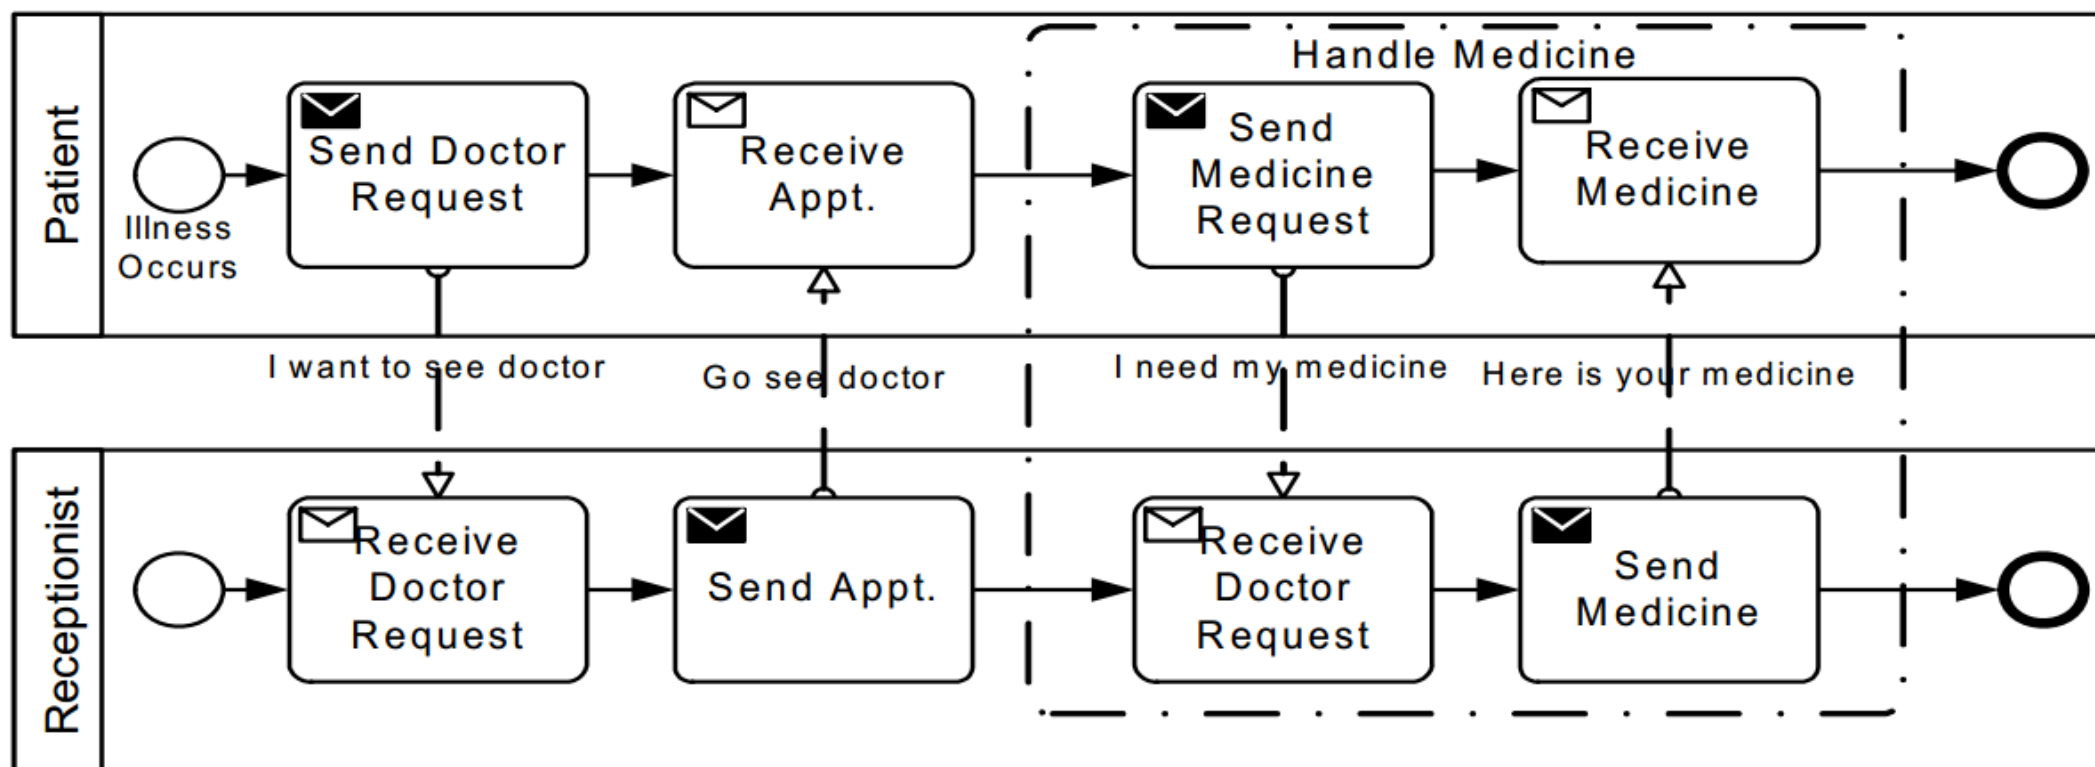 Handle Medicine
Patient
Illness
Occurs
Send Doctor
Request
Receive
Appt.
Send
Medicine
Request
Receive
Medicine
I want to see doctor
Go see doctor
I need my medicine
Here is your medicine
Receptionist
Receive
Doctor
Request
Send Appt.
Receive
Doctor
Request
Send
Medicine